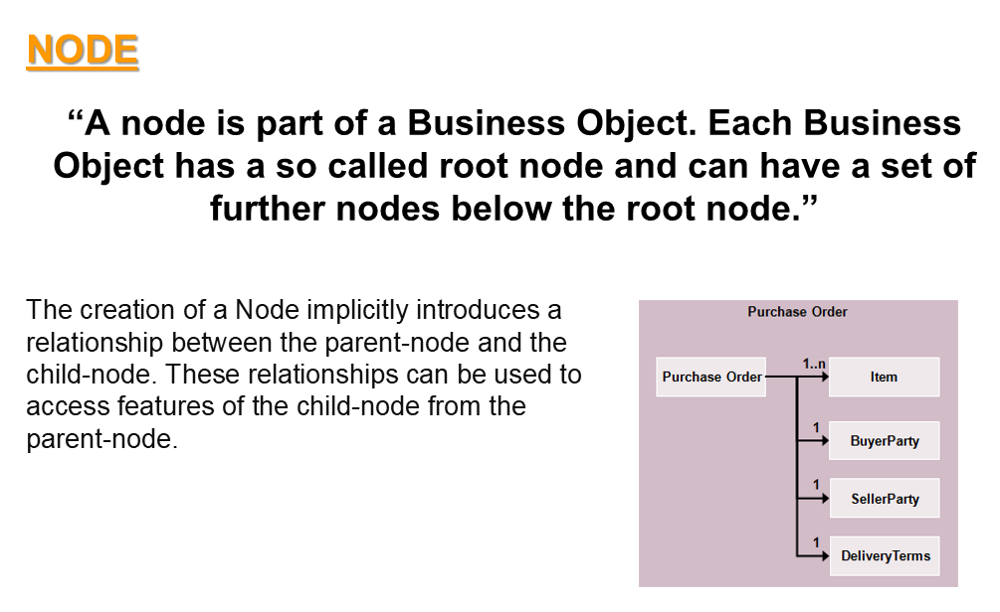 NODE
“A node is part of a Business Object. Each Business
Object has a so called root node and can have a set of
further nodes below the root node.”
The creation of a Node implicitly introduces a
relationship between the parent-node and the
child-node. These relationships can be used to
access features of the child-node from the
parent-node.
Purchase Order
Purchase Order
1..n
Item
1
BuyerParty
1
SellerParty
1
DeliveryTerms